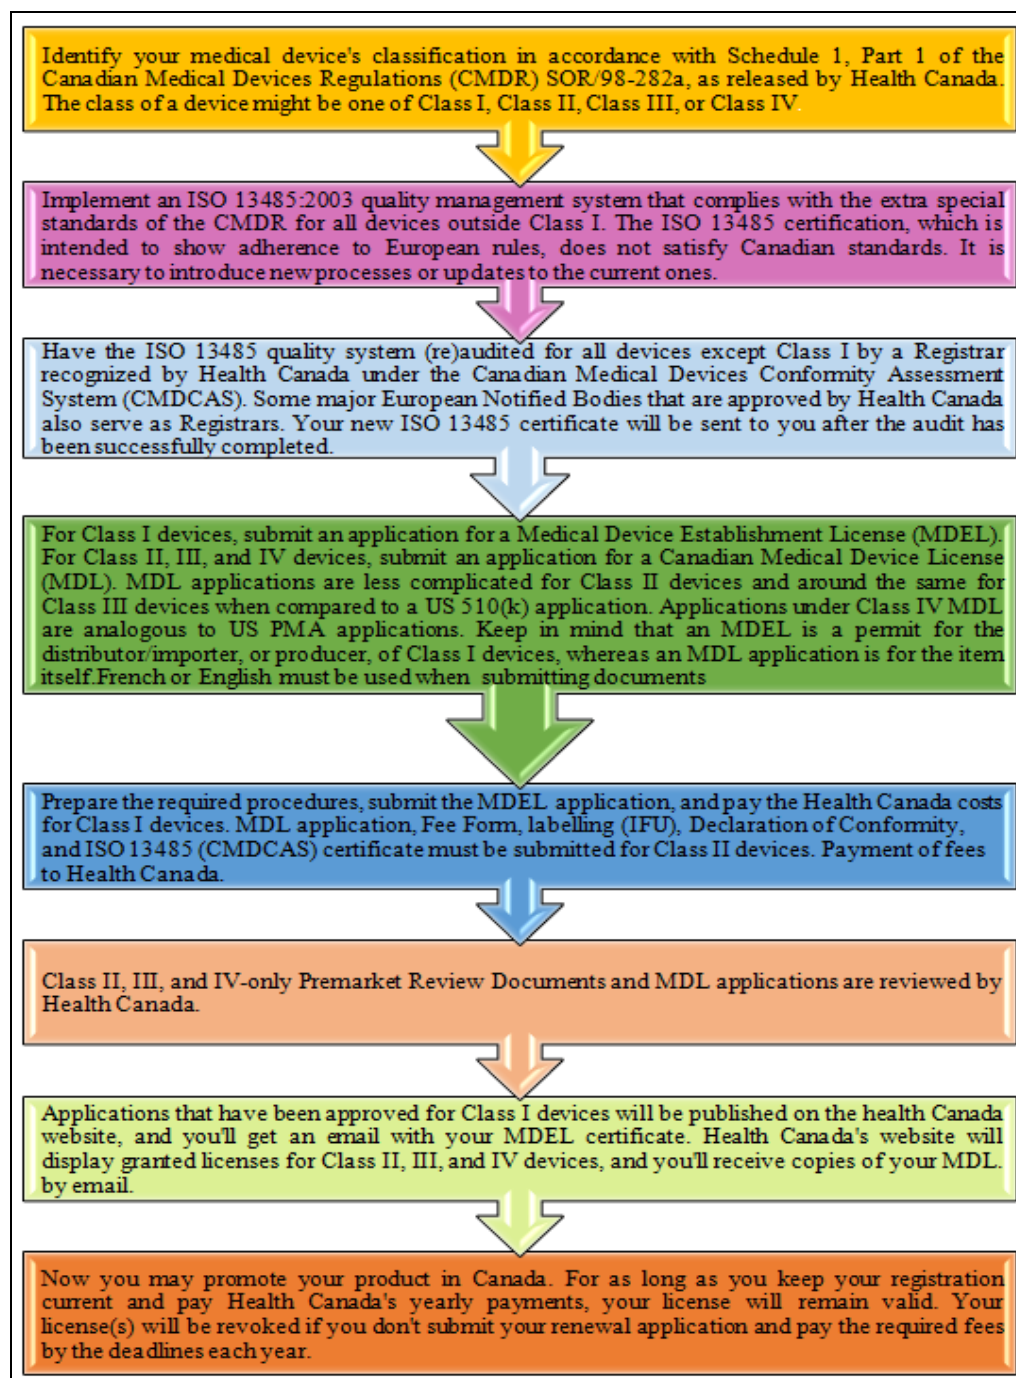 Identify your medical device's classification in accordance with Schedule 1, Part 1 of the
Canadian Medical Devices Regulations (CMDR) SOR/98-282a, as released by Health Canada.
The class of a device might be one of Class I, Class II, Class III, or Class IV.
Implement an ISO 13485:2003 quality management system that complies with the extra special
standards of the CMDR for all devices outside Class I. The ISO 13485 certification, which is
intended to show adherence to European rules, does not satisfy Canadian standards. It is
necessary to introduce new processes or updates to the current ones.
Have the ISO 13485 quality system (re)audited for all devices except Class I by a Registrar
recognized by Health Canada under the Canadian Medical Devices Conformity Assessment
System (CMDCAS). Some major European Notified Bodies that are approved by Health Canada
also serve as Registrars. Your new ISO 13485 certificate will be sent to you after the audit has
been successfully completed.
For Class I devices, submit an application for a Medical Device Establishment License (MDEL).
For Class II, III, and IV devices, submit an application for a Canadian Medical Device License
(MDL). MDL applications are less complicated for Class II devices and around the same for
Class III devices when compared to a US 510(k) application. Applications under Class IV MDL
are analogous to US PMA applications. Keep in mind that an MDEL is a permit for the
distributor/importer, or producer, of Class I devices, whereas an MDL application is for the item
itself.French or English must be used when submitting documents
Prepare the required procedures, submit the MDEL application, and pay the Health Canada costs
for Class I devices. MDL application, Fee Form, labelling (IFU), Declaration of Conformity,
and ISO 13485 (CMDCAS) certificate must be submitted for Class II devices. Payment of fees
to Health Canada.
Class II, III, and IV-only Premarket Review Documents and MDL applications are reviewed by
Health Canada.
Applications that have been approved for Class I devices will be published on the health Canada
website, and you'll get an email with your MDEL certificate. Health Canada's website will
display granted licenses for Class II, III, and IV devices, and you'll receive copies of your MDL.
by email.
Now you may promote your product in Canada. For as long as you keep your registration
current and pay Health Canada's yearly payments, your license will remain valid. Your
license(s) will be revoked if you don't submit your renewal application and pay the required fees
by the deadlines each year.